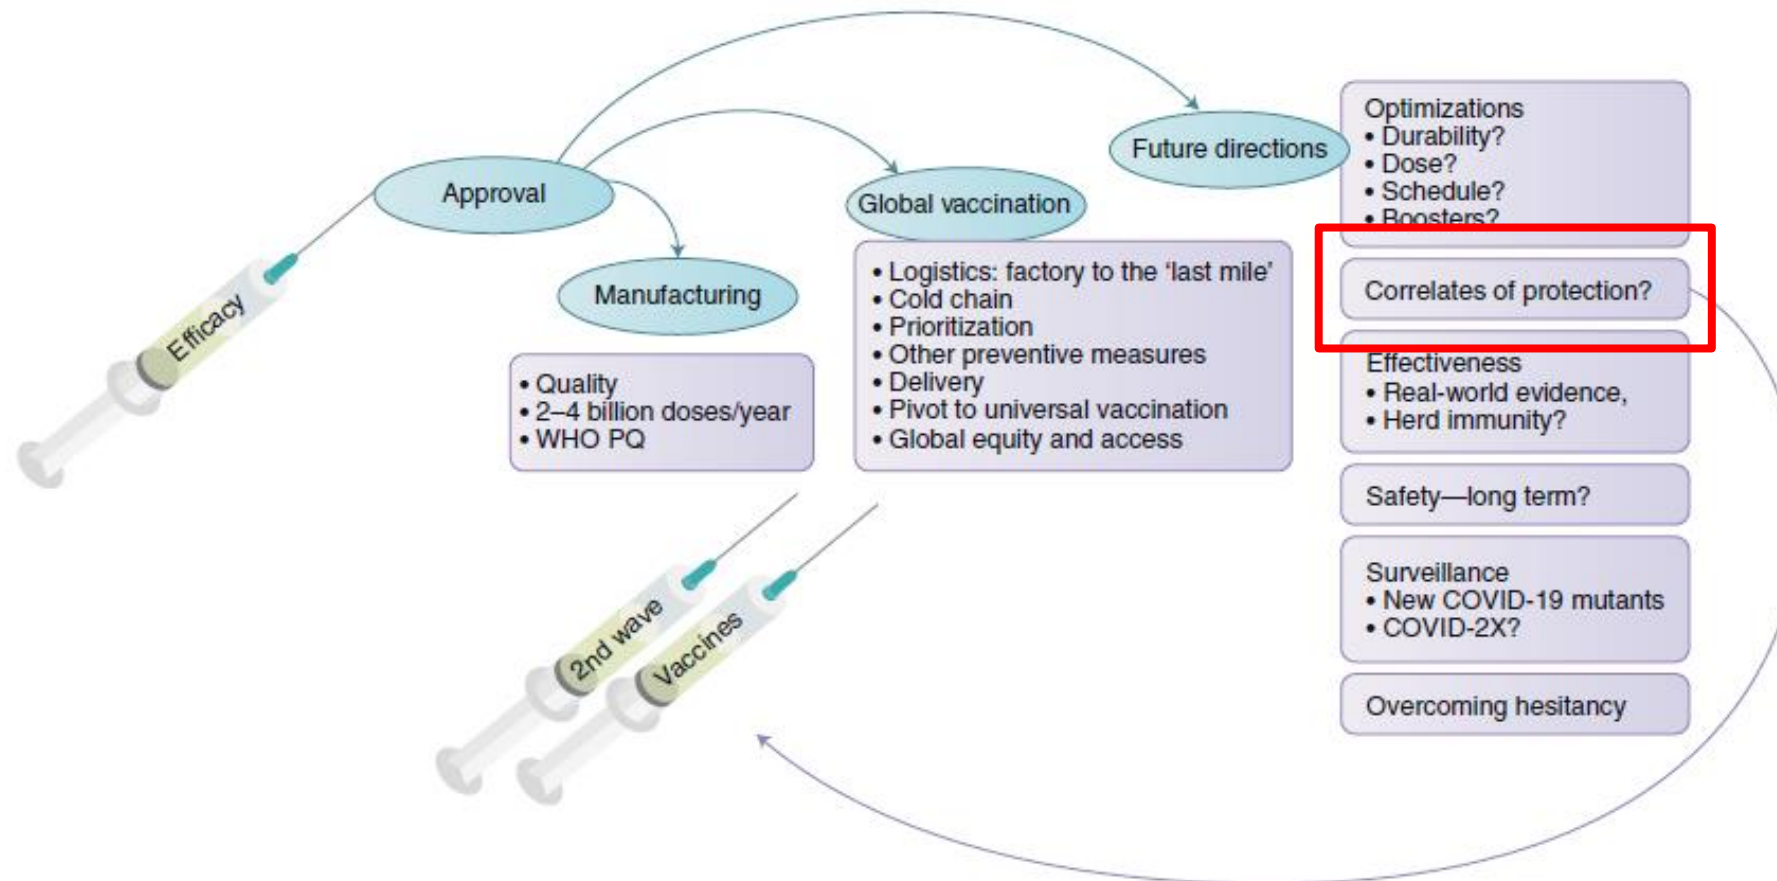 Efficacy
Approval
Manufacturing
• Quality
• 2–4 billion doses/year
• WHO PQ
Global vaccination
• Logistics: factory to the ‘last mile’
• Cold chain
• Prioritization
• Other preventive measures
• Delivery
• Pivot to universal vaccination
• Global equity and access
Future directions
Optimizations
• Durability?
• Dose?
• Schedule?
• Boosters?
Correlates of protection?
Effectiveness
• Real-world evidence,
• Herd immunity?
Safety—long term?
Surveillance
• New COVID-19 mutants
• COVID-2X?
Overcoming hesitancy
2nd wave
Vaccines